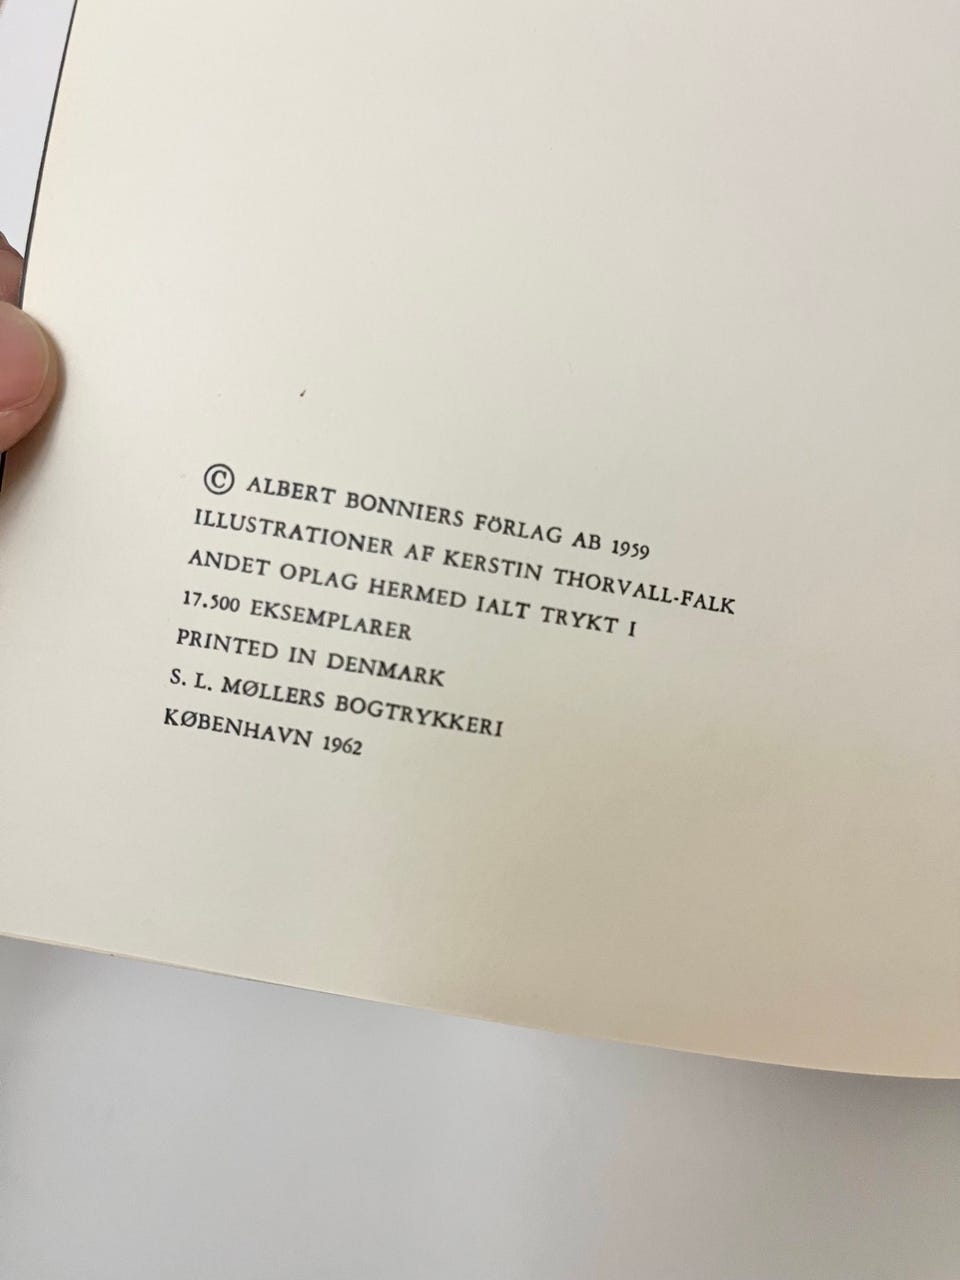 © ALBERT BONNIERS FÖRLAG AB 1959
ILLUSTRATIONER AF KERSTIN THORVALL-FALK
ANDET OPLAG HERMED IALT TRYKT I
17.500 EKSEMPLARER
PRINTED IN DENMARK
S. L. MØLLERS BOGTRYKKERI
KØBENHAVN 1962